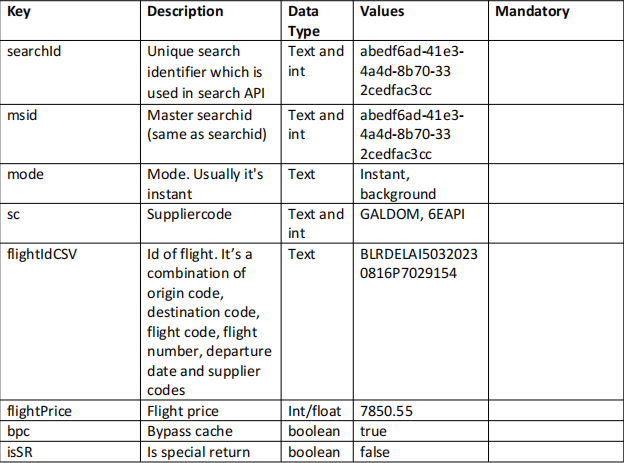 Key Description Data Type Values Mandatory
searchId Unique search identifier which is used in search API Text and int abedf6ad-41e3-4a4d-8b70-33 2cedfac3cc
msid Master searchid (same as searchid) Text and int abedf6ad-41e3-4a4d-8b70-33 2cedfac3cc
mode Mode. Usually it's instant Text Instant, background
sc Suppliercode Text and int GALDOM, 6EAPI
flightIdCSV Id of flight. It’s a combination of origin code, destination code, flight code, flight number, departure date and supplier codes Text BLRDELAI5032023 0816P7029154
flightPrice Flight price Int/float 7850.55
bpc Bypass cache boolean true
isSR Is special return boolean false